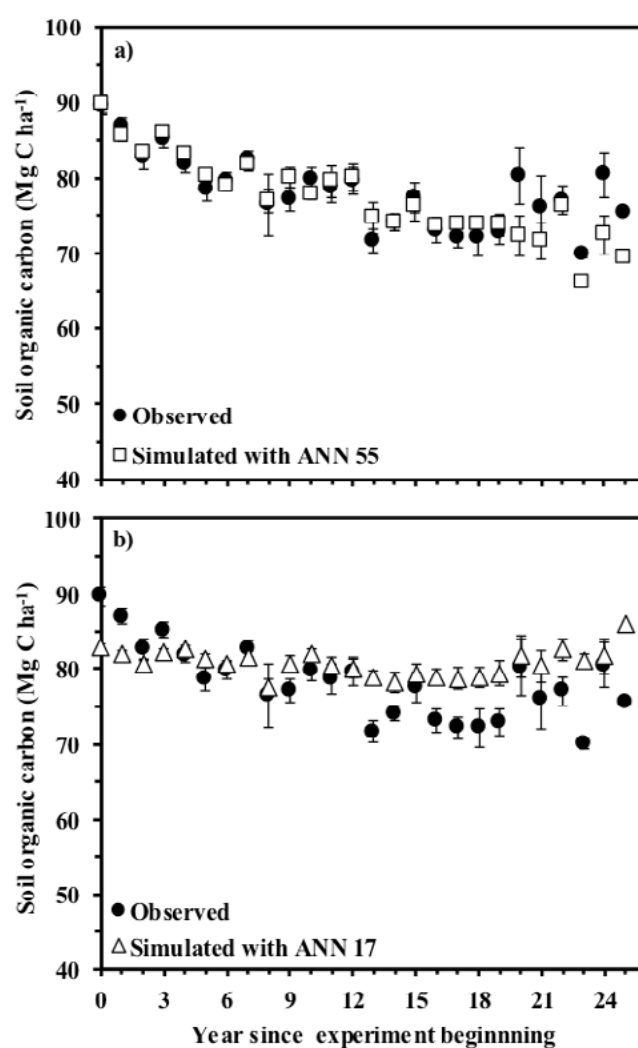 100
a)
90
80
70
60
50
40
Soil organic carbon (Mg C ha-1)
Observed
Simulated with ANN 55
100
b)
90
80
70
60
50
40
Soil organic carbon (Mg C ha-1)
Observed
Simulated with ANN 17
0 3 6 9 12 15 18 21 24
Year since experiment beginnning